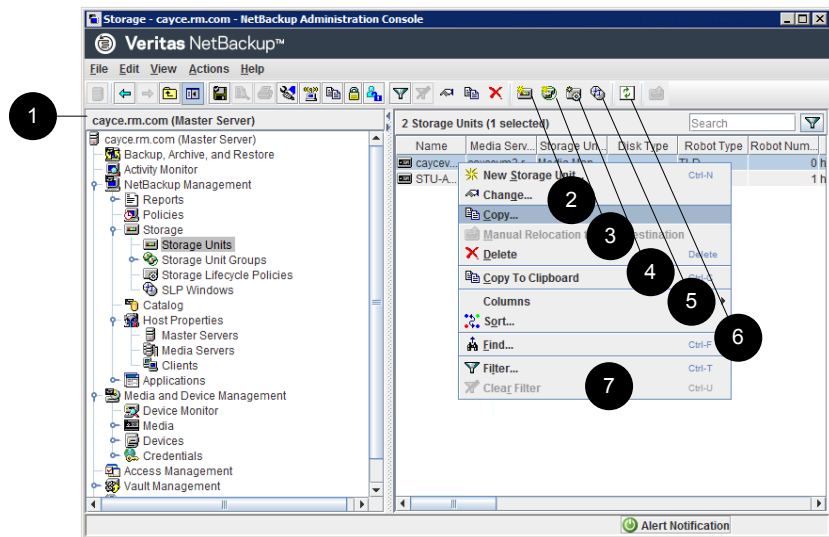 Storage - cayce.rm.com - NetBackup Administration Console
Veritas NetBackup™
File Edit View Actions Help
1
cayce.rm.com (Master Server)
cayce.rm.com (Master Server)
Backup, Archive, and Restore
Activity Monitor
NetBackup Management
Reports
Policies
Storage
Storage Units
Storage Unit Groups
Storage Lifecycle Policies
SLP Windows
Catalog
Host Properties
Master Servers
Media Servers
Clients
Applications
Media and Device Management
Device Monitor
Media
Devices
Credentials
Access Management
Vault Management
2 Storage Units (1 selected)
Search
Name Media Serv... Storage Un... Disk Type Robot Type Robot Num...
caycev... TLD 0 h
STU-A... 1 h
New Storage Unit... Ctrl-N
Change...
2
Copy...
3
Manual Relocation
Delete Delete
4
Copy To Clipboard
5
Columns
6
Sort...
Find... Ctrl-F
Filter... Ctrl-T
7
Clear Filter Ctrl-U
Alert Notification